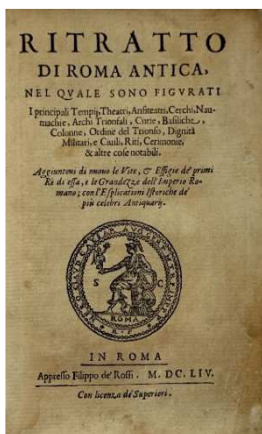 RITRATTO
DI ROMA ANTICA,
NEL QVALE SONO FIGVRATI
I principali Tempij, Theatri, Anfiteatri, Cerchi, Nau-
machie, Archi Trionfali, Curie, Basiliche,
Colonne, Ordine del Trionfo, Dignità
Militari, e Ciuili, Riti, Cerimonie,
& altre cose notabili.
Aggiuntoui di nuouo le Vite, & Effigie de' primi
Rè di essa, e le Grandezze dell'Imperio Ro-
mano; con l'Esplicationi Istoriche de'
più celebri Antiquarij.
S C
ROMA
IN ROMA
Appresso Filippo de' Rossi. M. DC. LIV.
Con licenza de' Superiori.